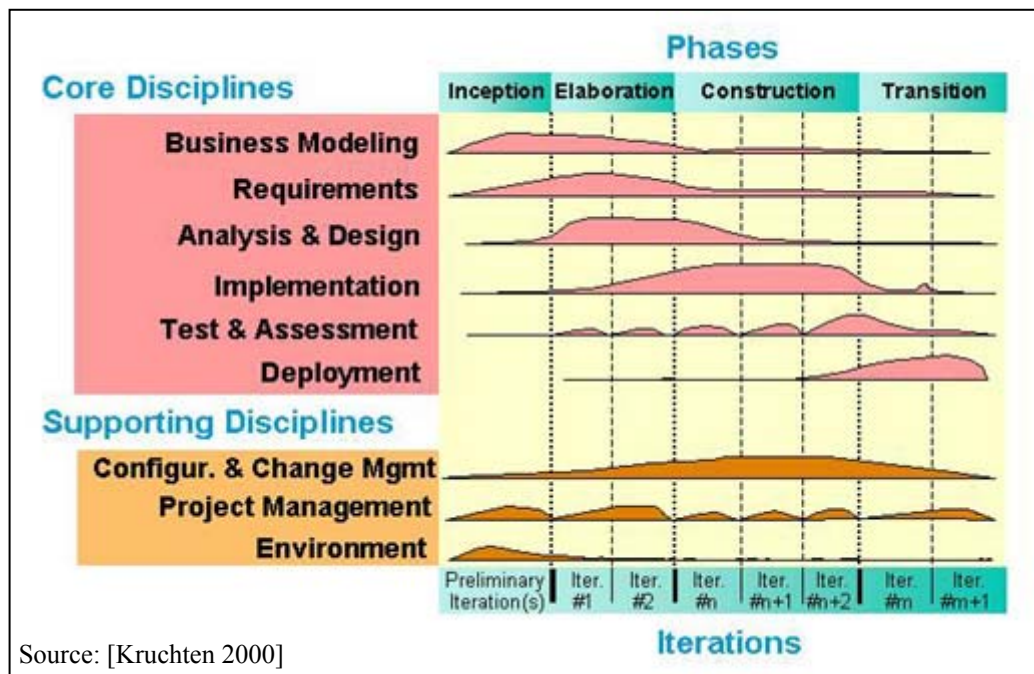 Phases
Core Disciplines
Inception Elaboration Construction Transition
Business Modeling
Requirements
Analysis & Design
Implementation
Test & Assessment
Deployment
Supporting Disciplines
Configur. & Change Mgmt
Project Management
Environment
Preliminary Iter. Iter. Iter. Iter. Iter. Iter. Iter.
Iteration(s) #1 #2 #n #n+1 #n+2 #m #m+1
Iterations
Source: [Kruchten 2000]